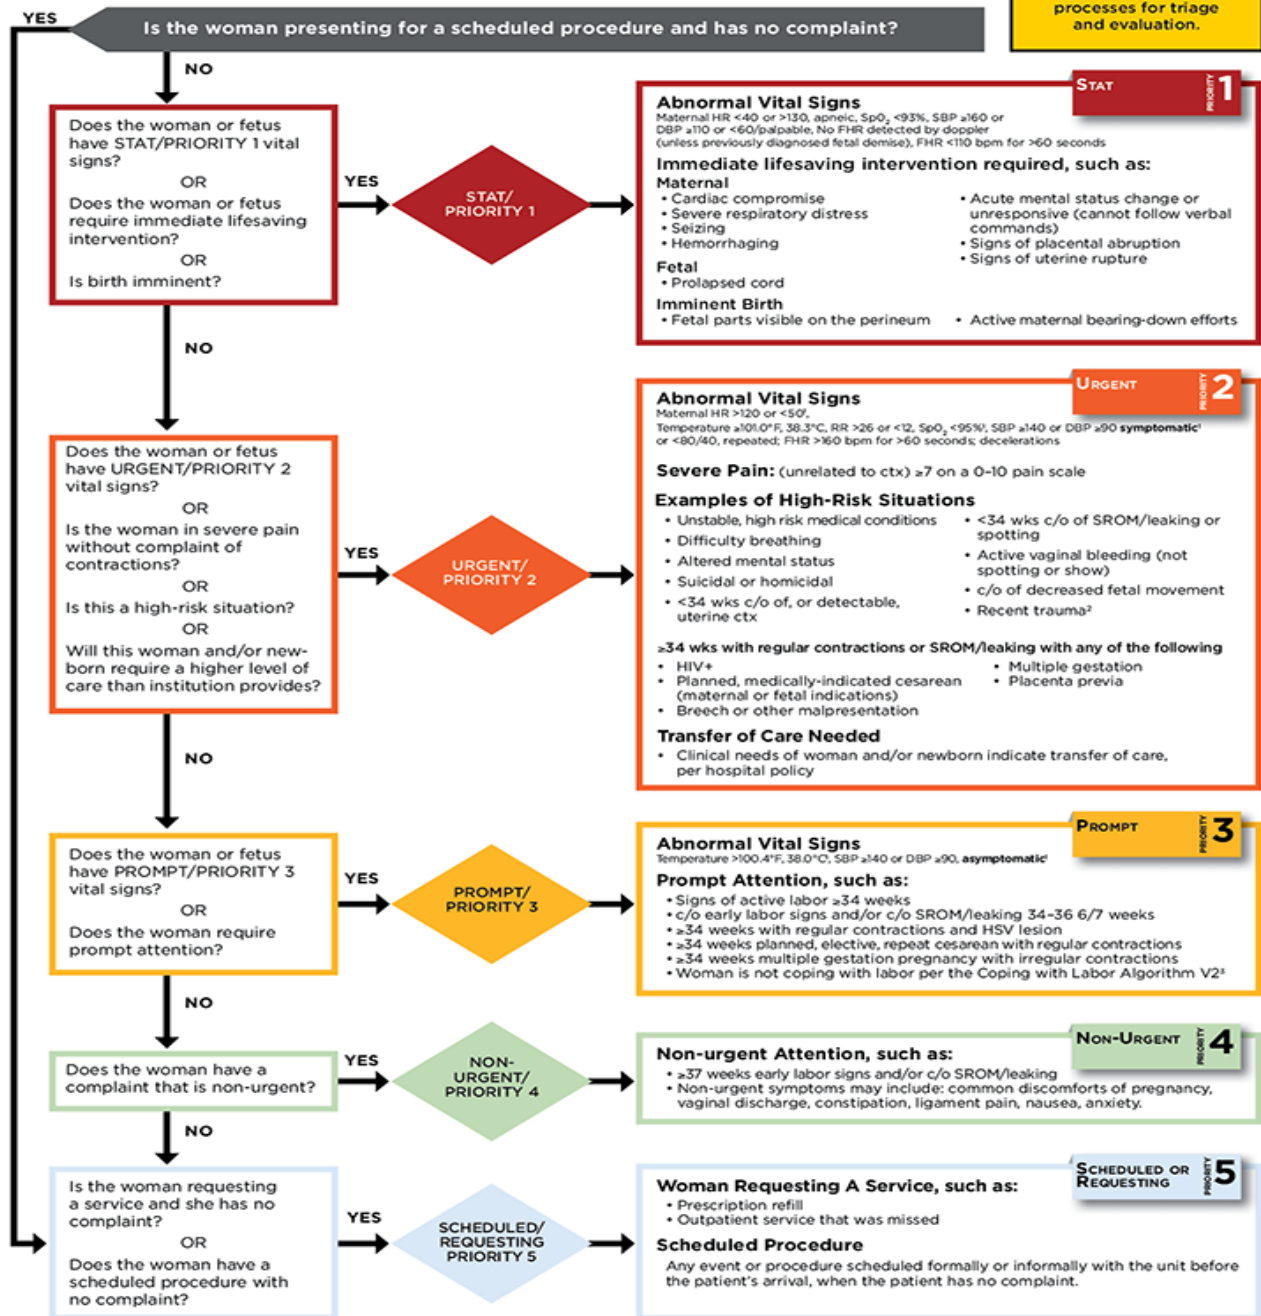 processes for triage
and evaluation.
YES
Is the woman presenting for a scheduled procedure and has no complaint?
NO
Does the woman or fetus
have STAT/PRIORITY 1 vital
signs?
OR
Does the woman or fetus
require immediate lifesaving
intervention?
OR
Is birth imminent?
YES
STAT/
PRIORITY 1
STAT
PRIORITY 1
Abnormal Vital Signs
Maternal HR <40 or >130, apneic, SpO₂ <93%, SBP ≥160 or
DBP ≥110 or <60/palpable, No FHR detected by doppler
(unless previously diagnosed fetal demise), FHR <110 bpm for >60 seconds
Immediate lifesaving intervention required, such as:
Maternal
• Cardiac compromise
• Severe respiratory distress
• Seizing
• Hemorrhaging
• Acute mental status change or
unresponsive (cannot follow verbal
commands)
• Signs of placental abruption
• Signs of uterine rupture
Fetal
• Prolapsed cord
Imminent Birth
• Fetal parts visible on the perineum
• Active maternal bearing-down efforts
NO
Does the woman or fetus
have URGENT/PRIORITY 2
vital signs?
OR
Is the woman in severe pain
without complaint of
contractions?
OR
Is this a high-risk situation?
OR
Will this woman and/or new-
born require a higher level of
care than institution provides?
YES
URGENT/
PRIORITY 2
URGENT
PRIORITY 2
Abnormal Vital Signs
Maternal HR >120 or <50¹,
Temperature ≥101.0°F, 38.3°C, RR >26 or <12, SpO₂ <95%¹, SBP ≥140 or DBP ≥90 symptomatic¹
or <80/40, repeated; FHR >160 bpm for >60 seconds; decelerations
Severe Pain: (unrelated to ctx) ≥7 on a 0-10 pain scale
Examples of High-Risk Situations
• Unstable, high risk medical conditions
• Difficulty breathing
• Altered mental status
• Suicidal or homicidal
• <34 wks c/o of, or detectable,
uterine ctx
• <34 wks c/o of SROM/leaking or
spotting
• Active vaginal bleeding (not
spotting or show)
• c/o of decreased fetal movement
• Recent trauma²
≥34 wks with regular contractions or SROM/leaking with any of the following
• HIV+
• Planned, medically-indicated cesarean
(maternal or fetal indications)
• Breech or other malpresentation
• Multiple gestation
• Placenta previa
Transfer of Care Needed
• Clinical needs of woman and/or newborn indicate transfer of care,
per hospital policy
NO
Does the woman or fetus
have PROMPT/PRIORITY 3
vital signs?
OR
Does the woman require
prompt attention?
YES
PROMPT/
PRIORITY 3
PROMPT
PRIORITY 3
Abnormal Vital Signs
Temperature >100.4°F, 38.0°C¹, SBP ≥140 or DBP ≥90, asymptomatic¹
Prompt Attention, such as:
• Signs of active labor ≥34 weeks
• c/o early labor signs and/or c/o SROM/leaking 34–36 6/7 weeks
• ≥34 weeks with regular contractions and HSV lesion
• ≥34 weeks planned, elective, repeat cesarean with regular contractions
• ≥34 weeks multiple gestation pregnancy with irregular contractions
• Woman is not coping with labor per the Coping with Labor Algorithm V2³
NO
Does the woman have a
complaint that is non-urgent?
YES
NON-
URGENT/
PRIORITY 4
NON-URGENT
PRIORITY 4
Non-urgent Attention, such as:
• ≥37 weeks early labor signs and/or c/o SROM/leaking
• Non-urgent symptoms may include: common discomforts of pregnancy,
vaginal discharge, constipation, ligament pain, nausea, anxiety.
NO
Is the woman requesting
a service and she has no
complaint?
OR
Does the woman have a
scheduled procedure with
no complaint?
YES
SCHEDULED/
REQUESTING
PRIORITY 5
SCHEDULED OR
REQUESTING
PRIORITY 5
Woman Requesting A Service, such as:
• Prescription refill
• Outpatient service that was missed
Scheduled Procedure
Any event or procedure scheduled formally or informally with the unit before
the patient's arrival, when the patient has no complaint.